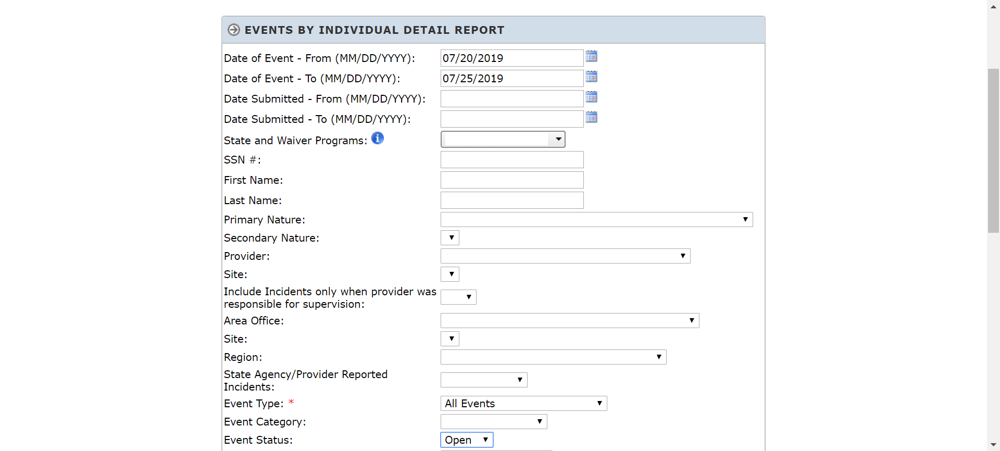 EVENTS BY INDIVIDUAL DETAIL REPORT
Date of Event - From (MM/DD/YYYY): 07/20/2019
Date of Event - To (MM/DD/YYYY): 07/25/2019
Date Submitted - From (MM/DD/YYYY):
Date Submitted - To (MM/DD/YYYY):
State and Waiver Programs:
SSN #:
First Name:
Last Name:
Primary Nature:
Secondary Nature:
Provider:
Site:
Include Incidents only when provider was
responsible for supervision:
Area Office:
Site:
Region:
State Agency/Provider Reported
Incidents:
Event Type: * All Events
Event Category:
Event Status: Open